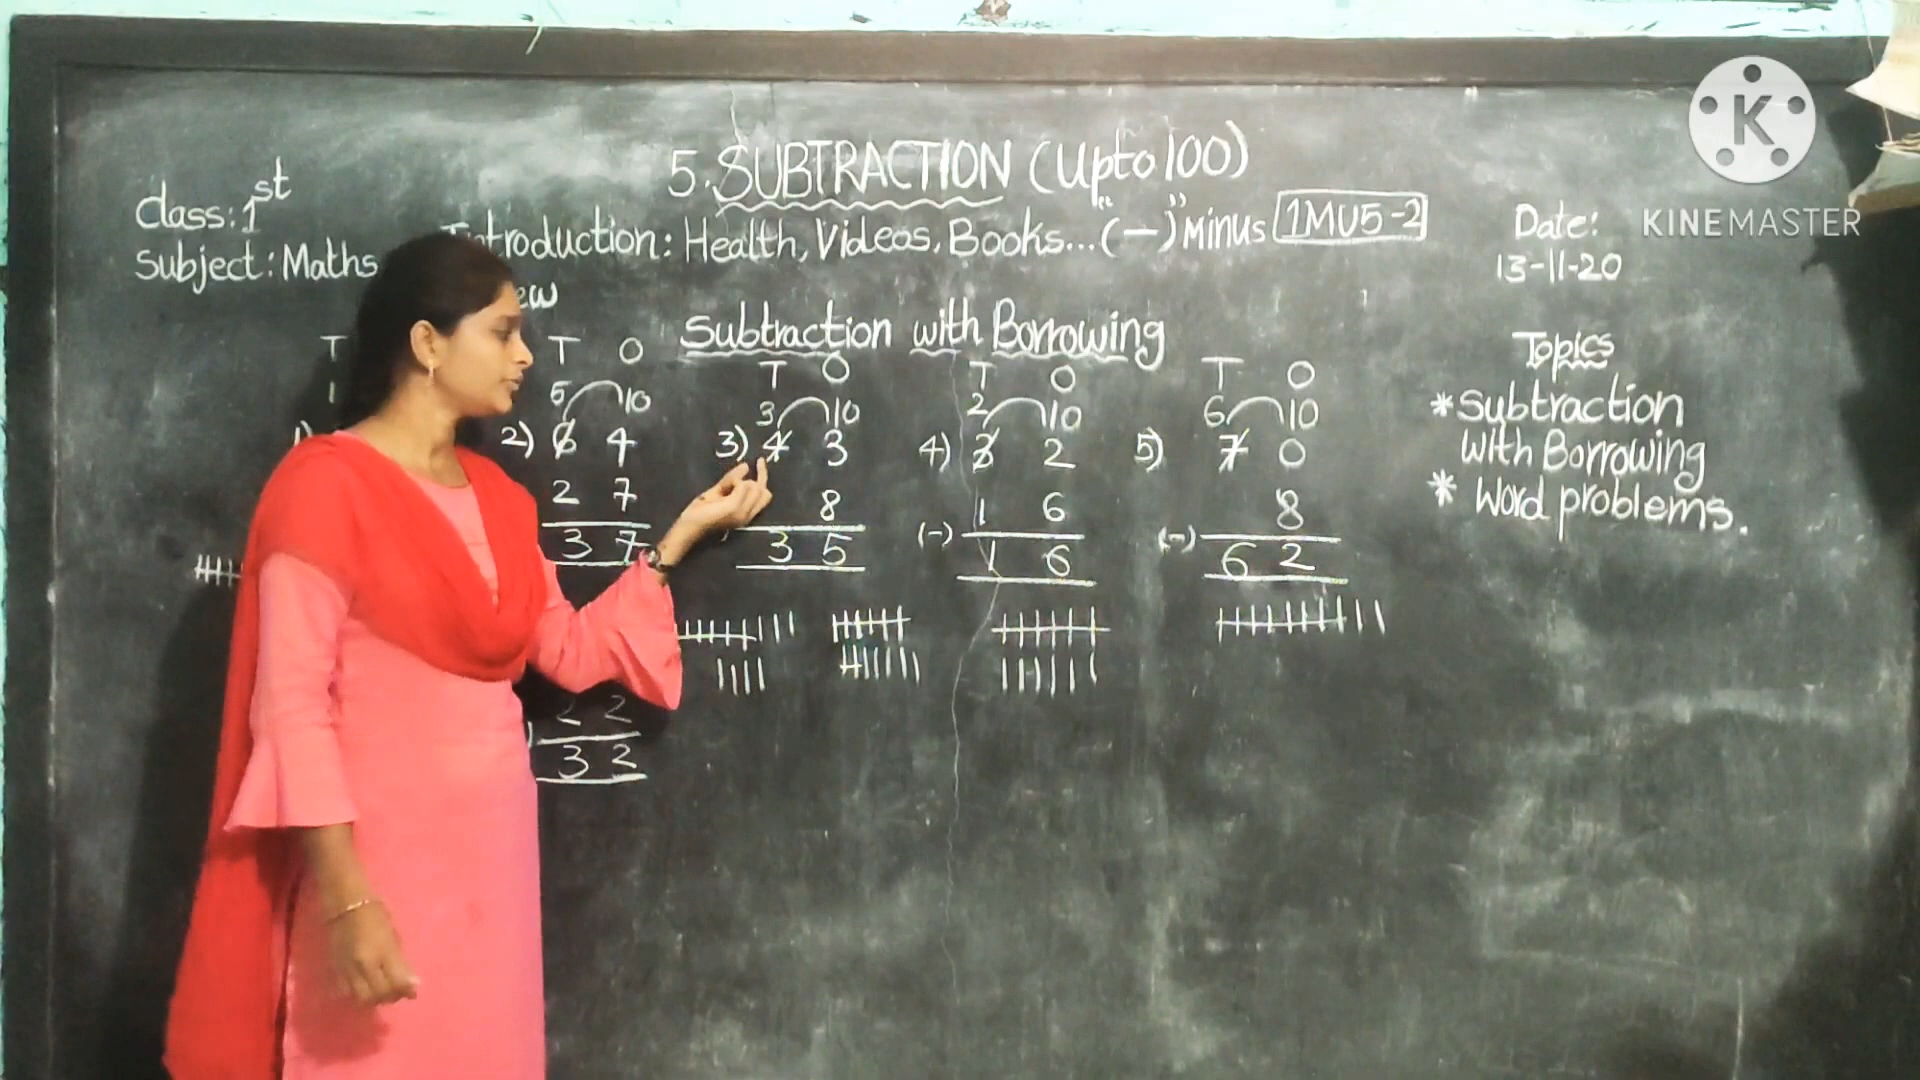 5. SUBTRACTION (Upto 100)
Class: 1st
Subject: Maths
Introduction: Health, Videos, Books... (—) "Minus" 1MU5-2
Date:
13-11-20
K
KINEMASTER
Subtraction with Borrowing
Topics
* Subtraction
with Borrowing
* Word problems.
T
1
1)
T O
5 10
2) 6 4
2 7
3 7
T O
3 10
3) 4 3
8
3 5
T O
2 10
4) 3 2
1 6
(-)
1 6
T O
6 10
5) 7 0
8
(-)
6 2
2 2
3 2